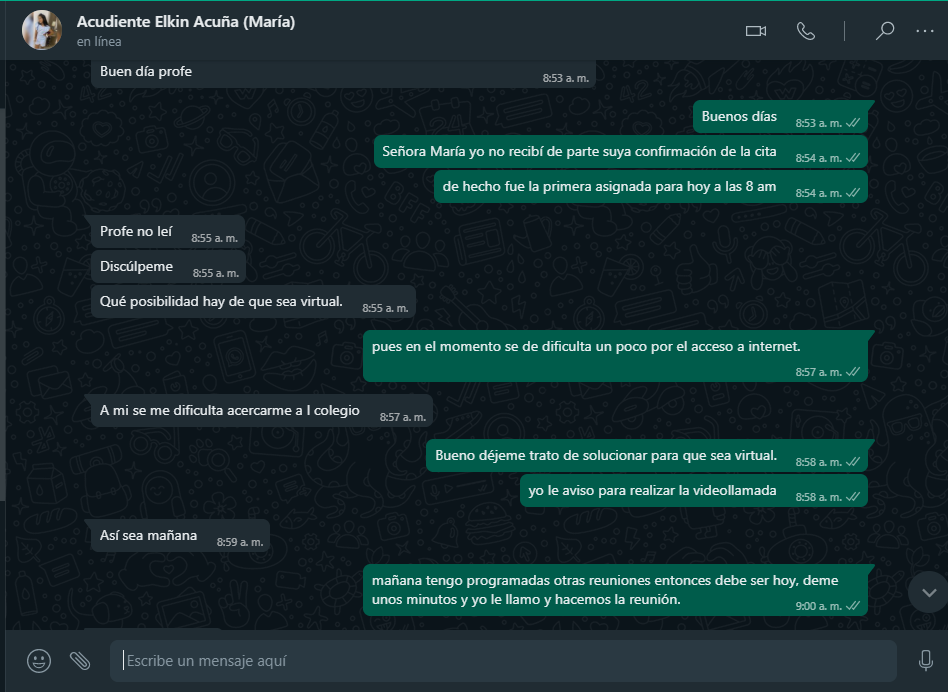 Acudiente Elkin Acuña (María)
en línea
Buen día profe
8:53 a. m.
Buenos días
8:53 a. m.
Señora María yo no recibí de parte suya confirmación de la cita
8:54 a. m.
de hecho fue la primera asignada para hoy a las 8 am
8:54 a. m.
Profe no leí
8:55 a. m.
Discúlpeme
8:55 a. m.
Qué posibilidad hay de que sea virtual.
8:55 a. m.
pues en el momento se de dificulta un poco por el acceso a internet.
8:57 a. m.
A mi se me dificulta acercarme a l colegio
8:57 a. m.
Bueno déjeme trato de solucionar para que sea virtual.
8:58 a. m.
yo le aviso para realizar la videollamada
8:58 a. m.
Así sea mañana
8:59 a. m.
mañana tengo programadas otras reuniones entonces debe ser hoy, deme
unos minutos y yo le llamo y hacemos la reunión.
9:00 a. m.
Escribe un mensaje aquí